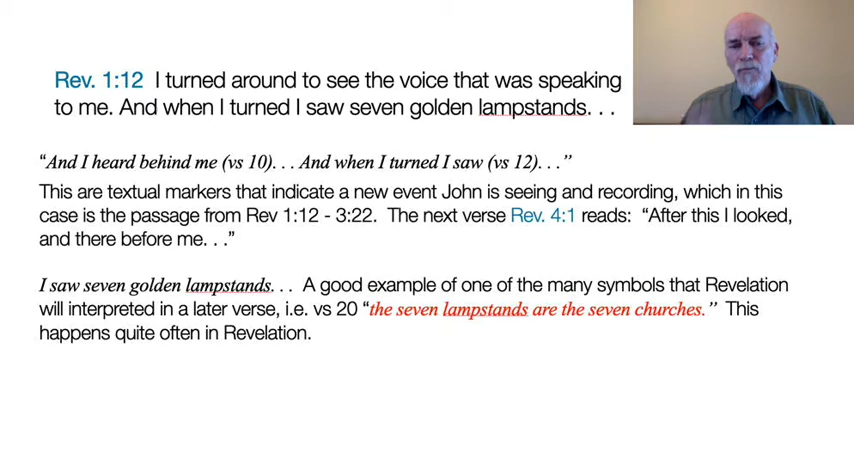 Rev. 1:12 I turned around to see the voice that was speaking
to me. And when I turned I saw seven golden lampstands. . .
“And I heard behind me (vs 10). . . And when I turned I saw (vs 12). . .”
This are textual markers that indicate a new event John is seeing and recording, which in this
case is the passage from Rev 1:12 - 3:22. The next verse Rev. 4:1 reads: “After this I looked,
and there before me. . .”
I saw seven golden lampstands. . . A good example of one of the many symbols that Revelation
will interpreted in a later verse, i.e. vs 20 “the seven lampstands are the seven churches.” This
happens quite often in Revelation.